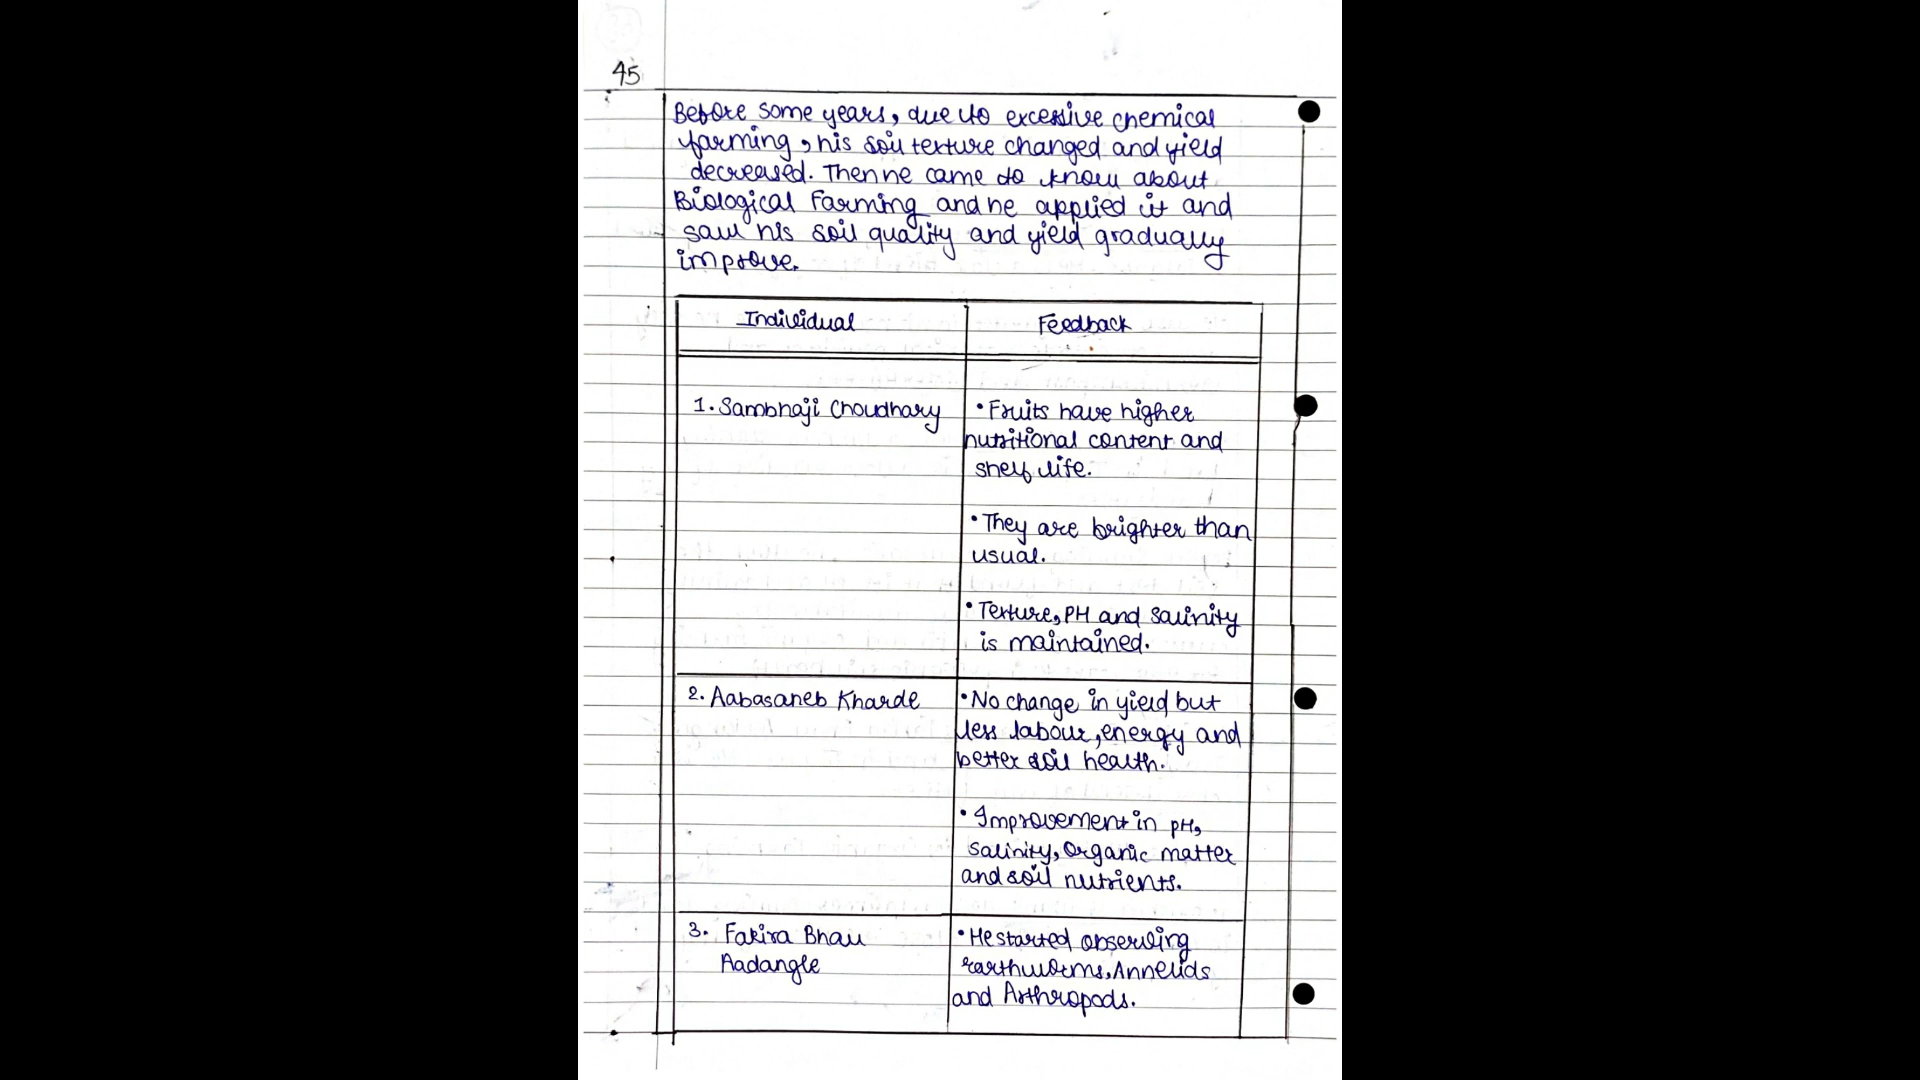 45
Before some years, due to excessive chemical
farming, his soil texture changed and yield
decreased. Then he came to know about
Biological Farming and he applied it and
saw his soil quality and yield gradually
improve.
Individual
Feedback
1. Sambhaji Choudhary
• Fruits have higher
nutritional content and
shelf life.
• They are brighter than
usual.
• Texture, PH and salinity
is maintained.
2. Aabasaheb Kharde
• No change in yield but
less labour, energy and
better soil health.
• Improvement in pH,
salinity, Organic matter
and soil nutrients.
3. Fakira Bhau
Aadangle
• He started observing
earthworms, Annelids
and Arthropods.